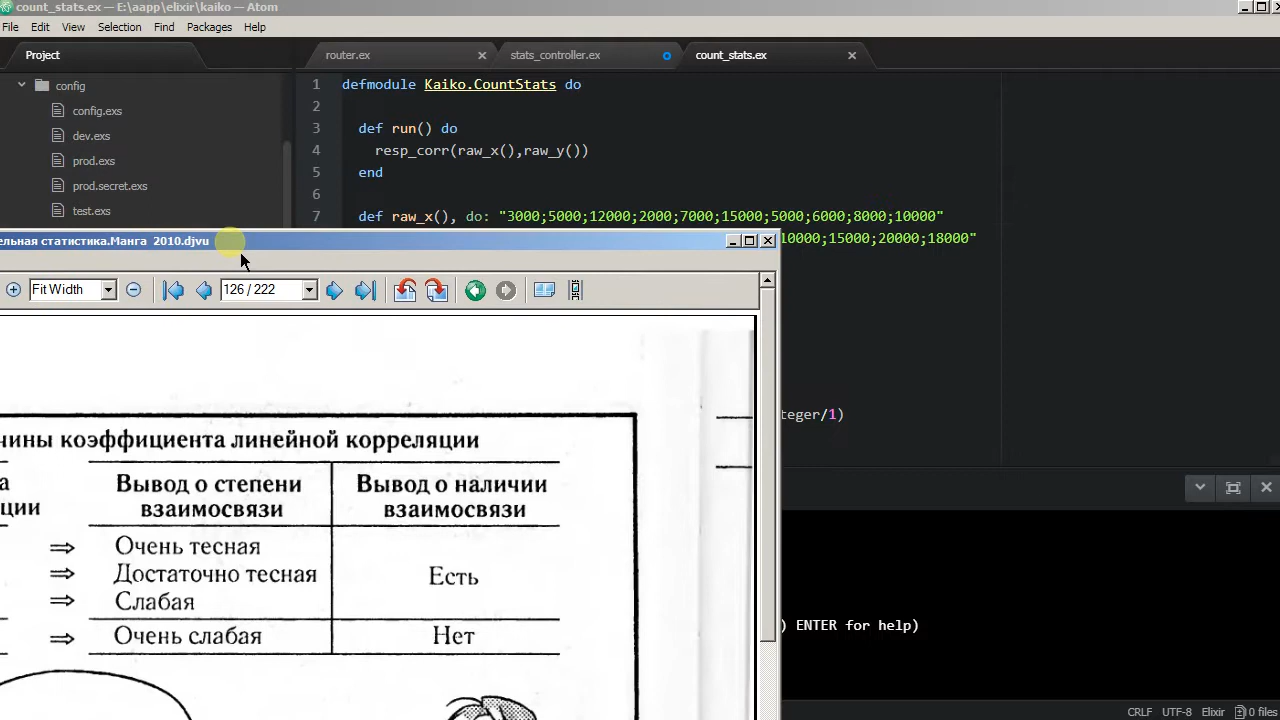 count_stats.ex — E:\aapp\elixir\kaiko — Atom
File Edit View Selection Find Packages Help
Project
router.ex
stats_controller.ex
count_stats.ex
config
config.exs
dev.exs
prod.exs
prod.secret.exs
test.exs
1 defmodule Kaiko.CountStats do
2
3 def run() do
4 resp_corr(raw_x(),raw_y())
5 end
6
7 def raw_x(), do: "3000;5000;12000;2000;7000;15000;5000;6000;8000;10000"
10000;15000;20000;18000"
teger/1)
ельная статистика.Манга 2010.djvu
Fit Width
126 / 222
чины коэффициента линейной корреляции
а
ции
Вывод о степени
взаимосвязи
Вывод о наличии
взаимосвязи
⇒ Очень тесная
⇒ Достаточно тесная
Есть
⇒ Слабая
⇒ Очень слабая
Нет
) ENTER for help)
CRLF UTF-8 Elixir 0 files